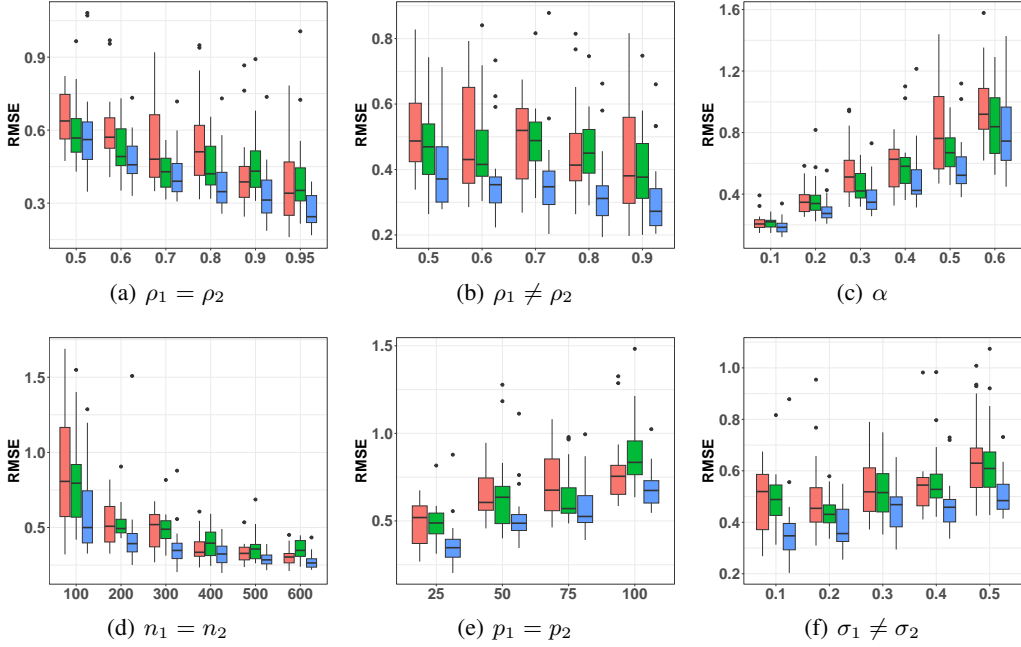 RMSE
0.9
0.6
0.3
0.5 0.6 0.7 0.8 0.9 0.95
(a) ρ₁ = ρ₂
RMSE
0.8
0.6
0.4
0.2
0.5 0.6 0.7 0.8 0.9
(b) ρ₁ ≠ ρ₂
RMSE
1.6
1.2
0.8
0.4
0.1 0.2 0.3 0.4 0.5 0.6
(c) α
RMSE
1.5
1.0
0.5
100 200 300 400 500 600
(d) n₁ = n₂
RMSE
1.5
1.0
0.5
25 50 75 100
(e) p₁ = p₂
RMSE
1.0
0.8
0.6
0.4
0.2
0.1 0.2 0.3 0.4 0.5
(f) σ₁ ≠ σ₂